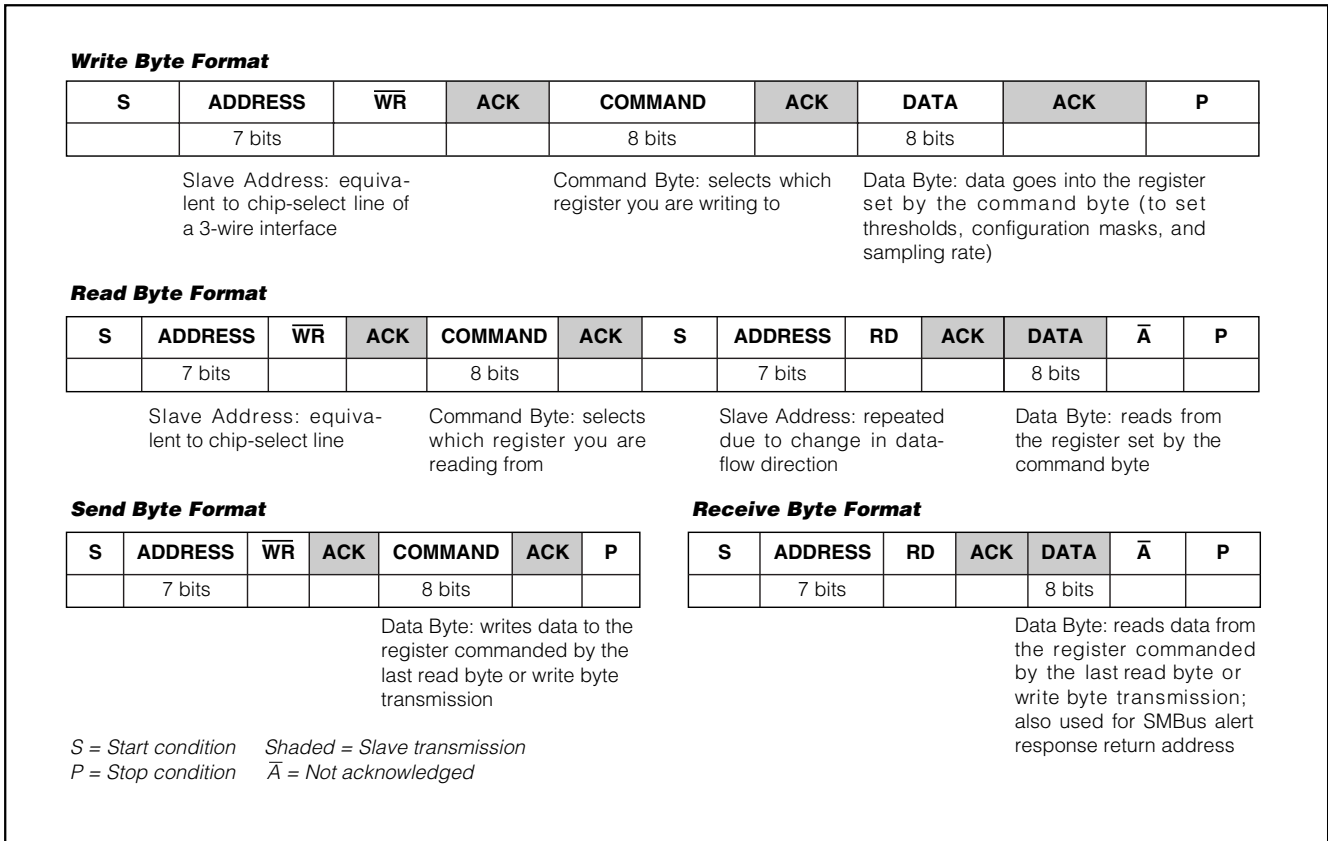 Write Byte Format
S ADDRESS W̅R̅ ACK COMMAND ACK DATA ACK P
7 bits 8 bits 8 bits
Slave Address: equiva-
lent to chip-select line of
a 3-wire interface
Command Byte: selects which
register you are writing to
Data Byte: data goes into the register
set by the command byte (to set
thresholds, configuration masks, and
sampling rate)
Read Byte Format
S ADDRESS W̅R̅ ACK COMMAND ACK S ADDRESS RD ACK DATA A̅ P
7 bits 8 bits 7 bits 8 bits
Slave Address: equiva-
lent to chip-select line
Command Byte: selects
which register you are
reading from
Slave Address: repeated
due to change in data-
flow direction
Data Byte: reads from
the register set by the
command byte
Send Byte Format
S ADDRESS W̅R̅ ACK COMMAND ACK P
7 bits 8 bits
Data Byte: writes data to the
register commanded by the
last read byte or write byte
transmission
Receive Byte Format
S ADDRESS RD ACK DATA A̅ P
7 bits 8 bits
Data Byte: reads data from
the register commanded
by the last read byte or
write byte transmission;
also used for SMBus alert
response return address
S = Start condition Shaded = Slave transmission
P = Stop condition A̅ = Not acknowledged